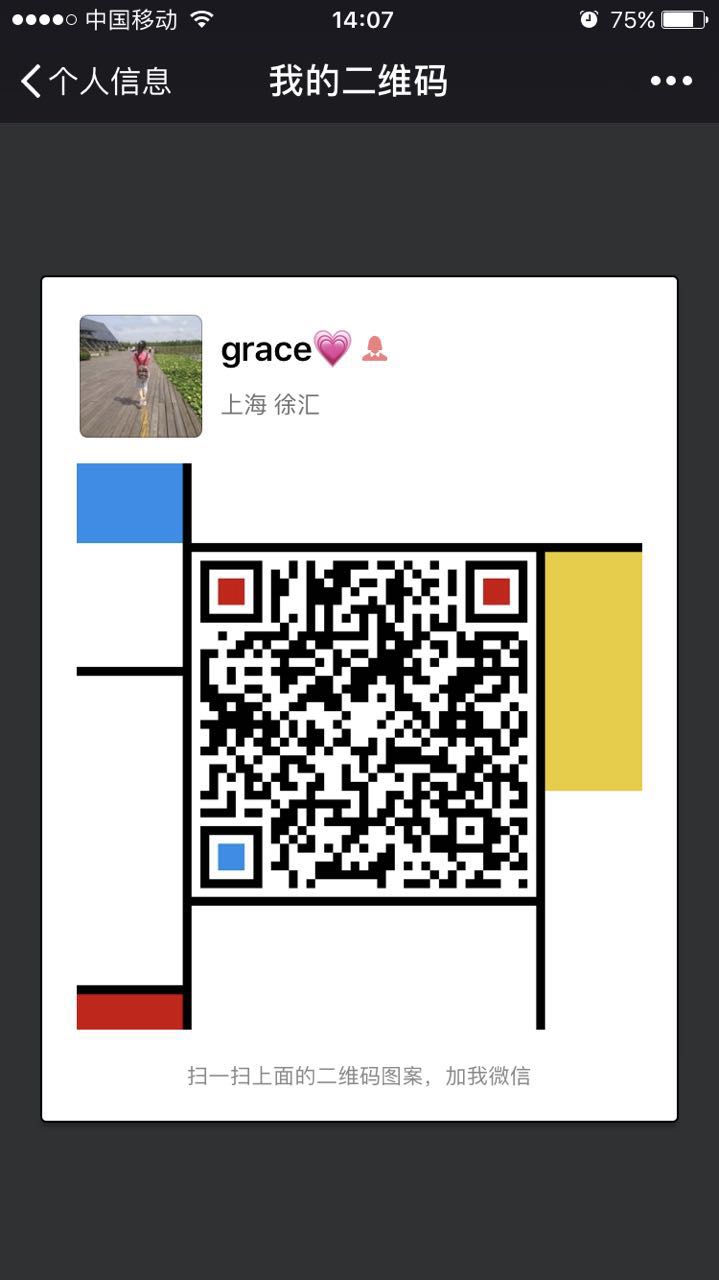 中国移动 14:07 75%
个人信息 我的二维码
grace💗
上海 徐汇
扫一扫上面的二维码图案，加我微信